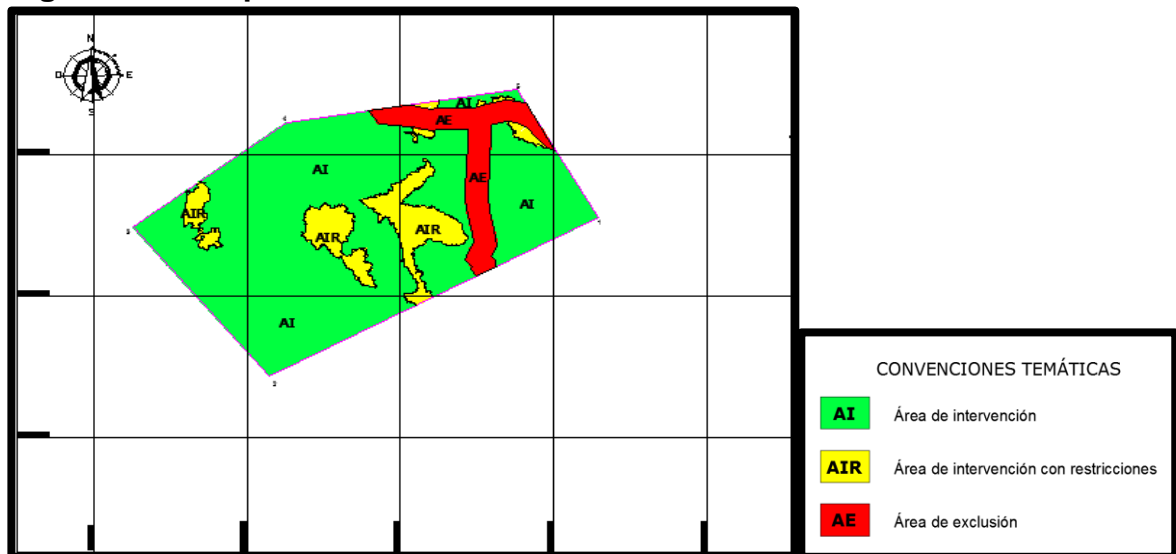 N
O E
S
AI
AE
AI
AE
AIR
AI
AIR
AIR
AI
CONVENCIONES TEMÁTICAS
AI Área de intervención
AIR Área de intervención con restricciones
AE Área de exclusión